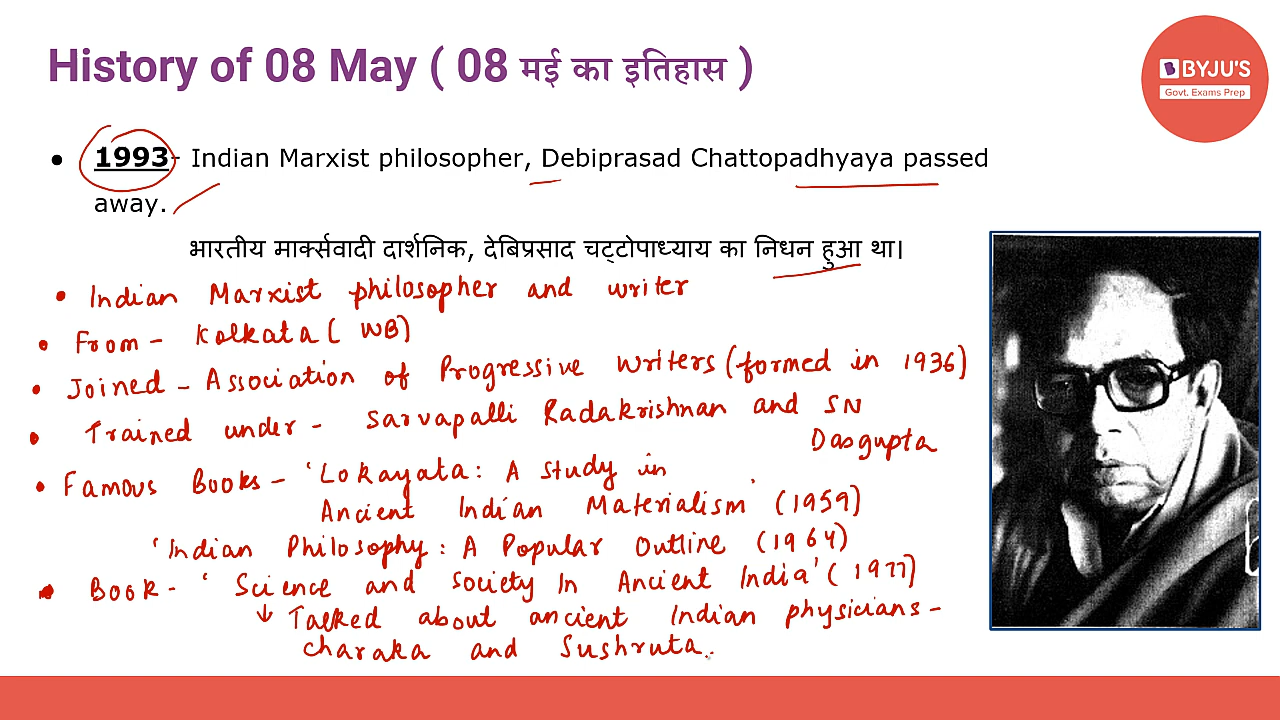 History of 08 May ( 08 मई का इतिहास )
BYJU'S
Govt. Exams Prep
• 1993- Indian Marxist philosopher, Debiprasad Chattopadhyaya passed
away.
भारतीय मार्क्सवादी दार्शनिक, देबिप्रसाद चट्टोपाध्याय का निधन हुआ था।
• Indian Marxist philosopher and writer
• From - Kolkata ( WB)
• Joined - Association of Progressive Writers (formed in 1936)
• Trained under - Sarvapalli Radakrishnan and SN
Dasgupta
• Famous Books - 'Lokayata: A study in
Ancient Indian Materialism' (1959)
'Indian Philosophy: A Popular Outline (1964)
• Book - 'Science and society In Ancient India' (1977)
↓ Talked about ancient Indian physicians -
charaka and Sushruta.